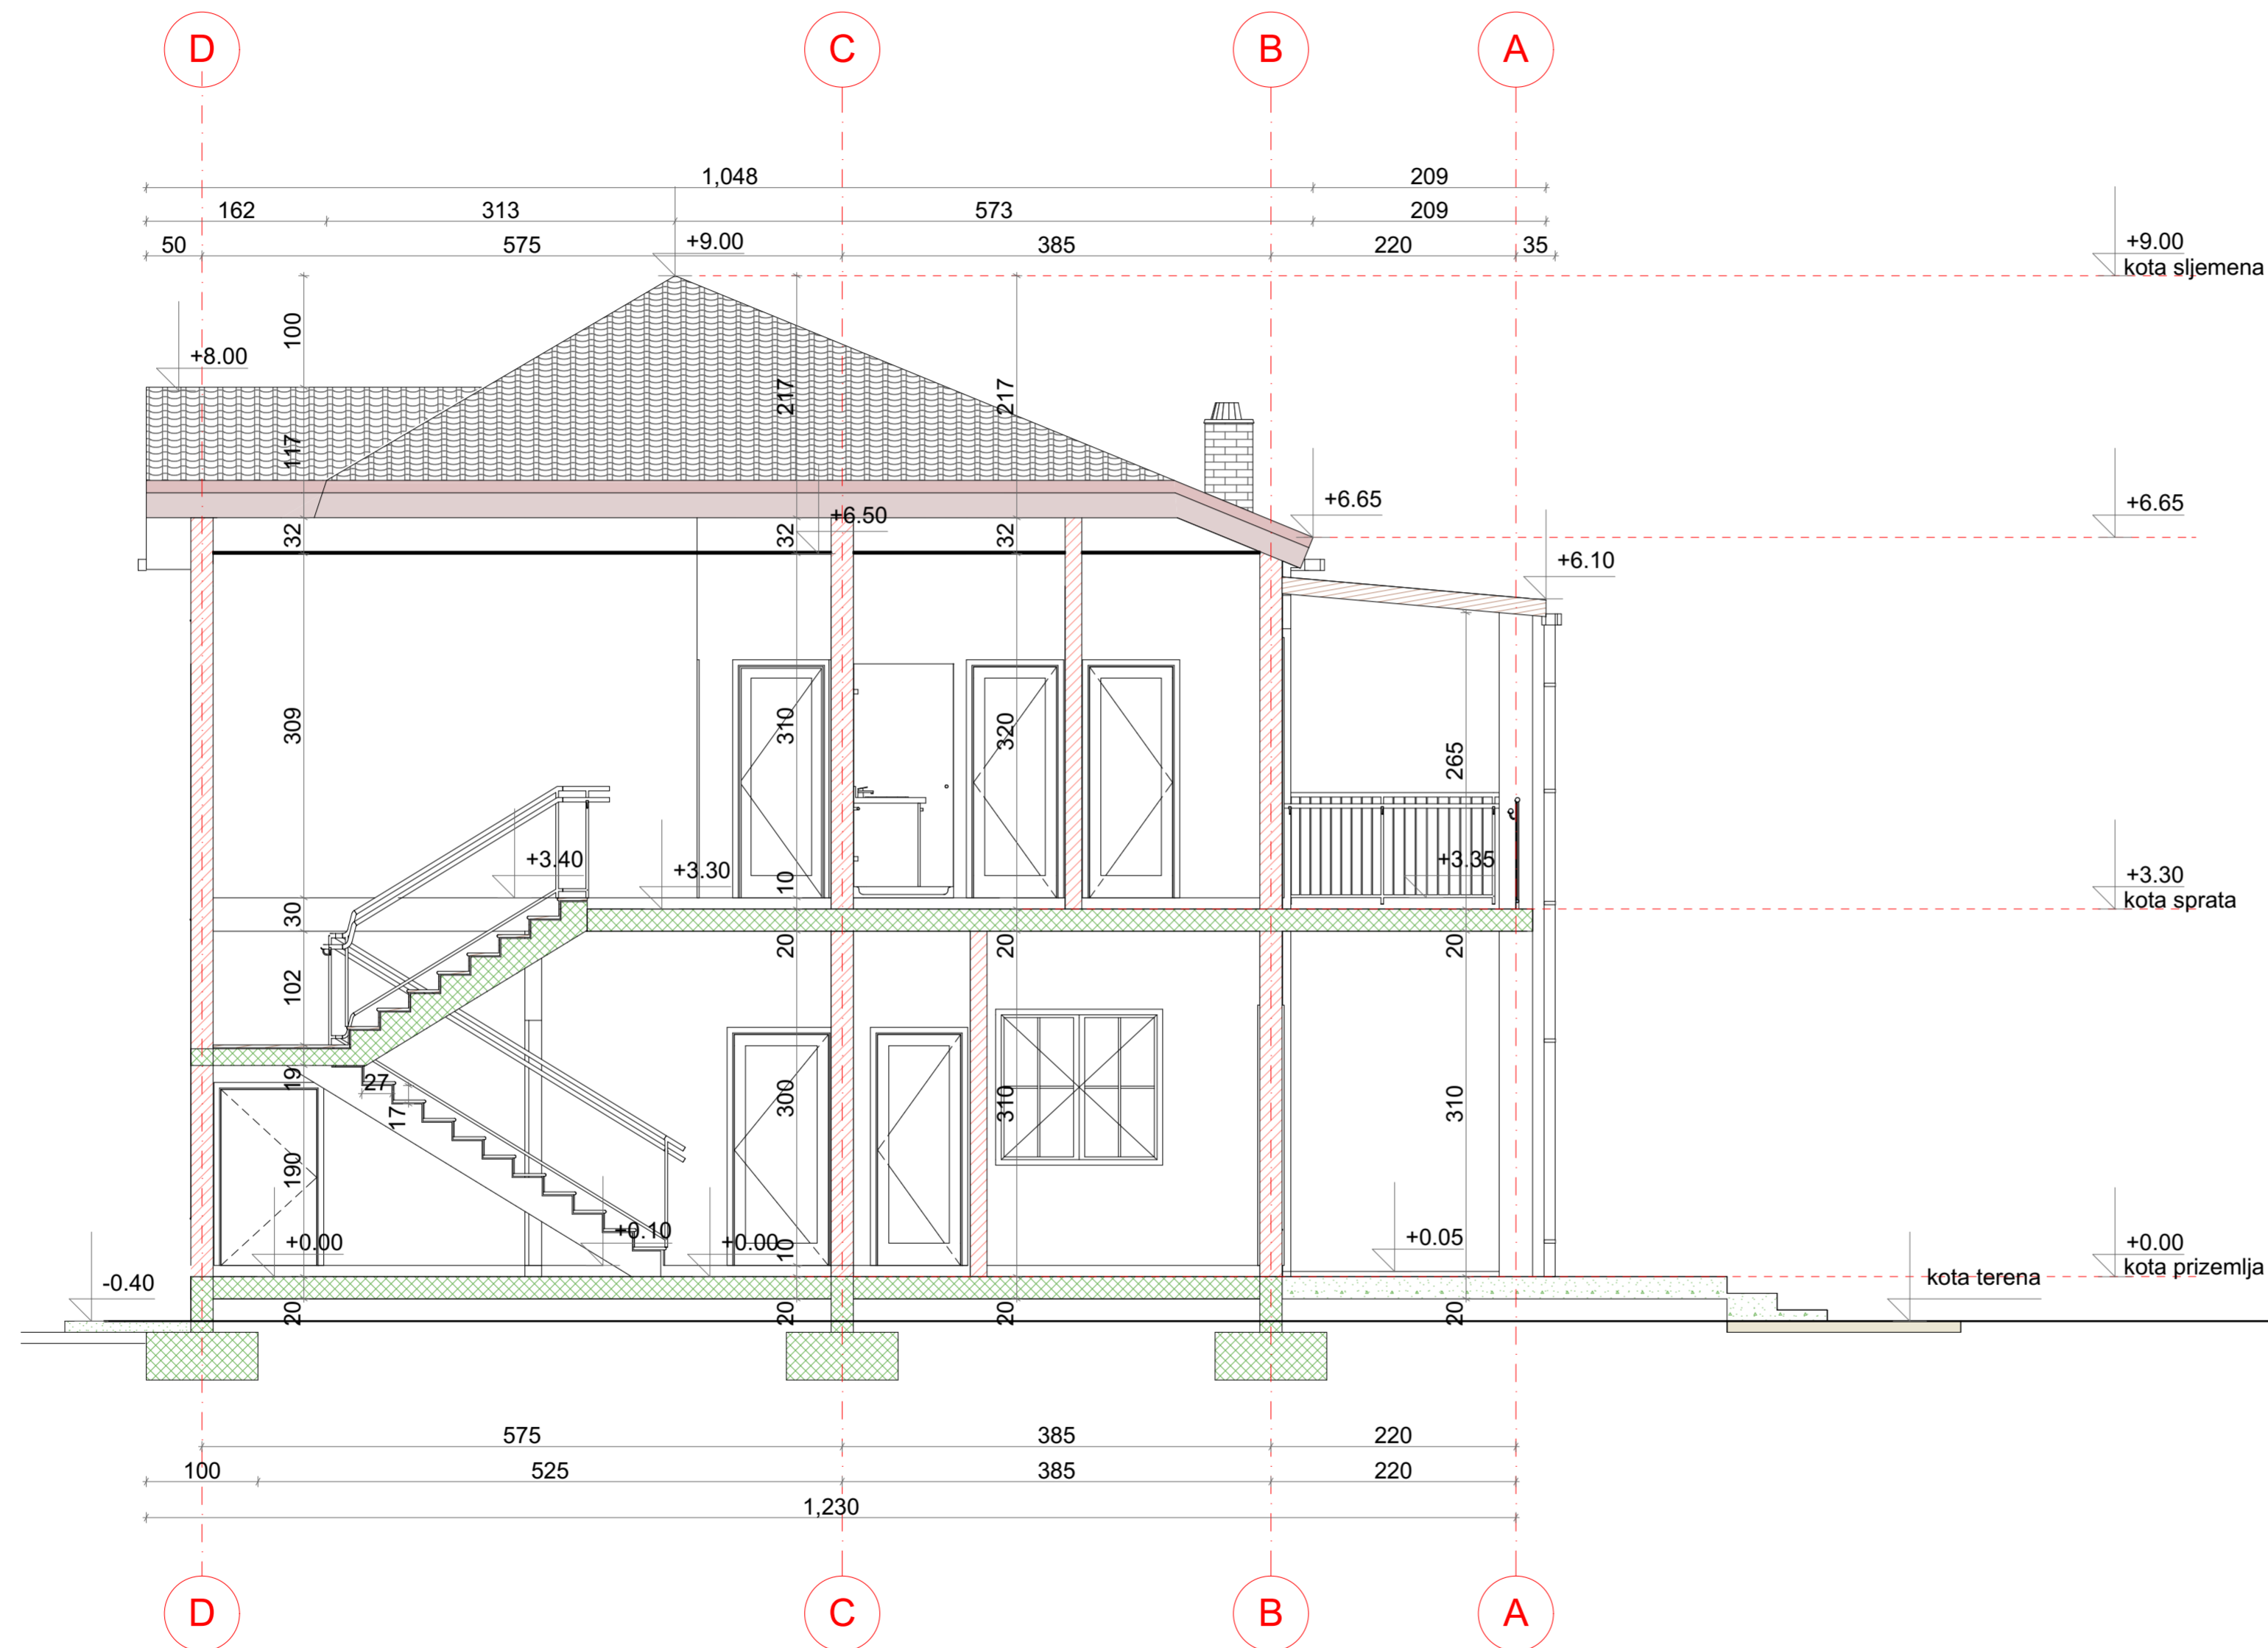 D C B A
1,048 209
162 313 573 209
50 575 385 220 35
+9.00
+9.00
kota sljemena
100
+8.00
217 217
117
+6.65 +6.65
32 32 +6.50 32
+6.10
309 310 320 265
+3.40 +3.30 10 +3.35 +3.30
kota sprata
30 20 20 20
102
19 27 17
300 310 310
190
+0.00 +0.10 +0.00 10 +0.05 +0.00
kota prizemlja
-0.40 kota terena
20 20 20 20
575 385 220
100 525 385 220
1,230
D C B A